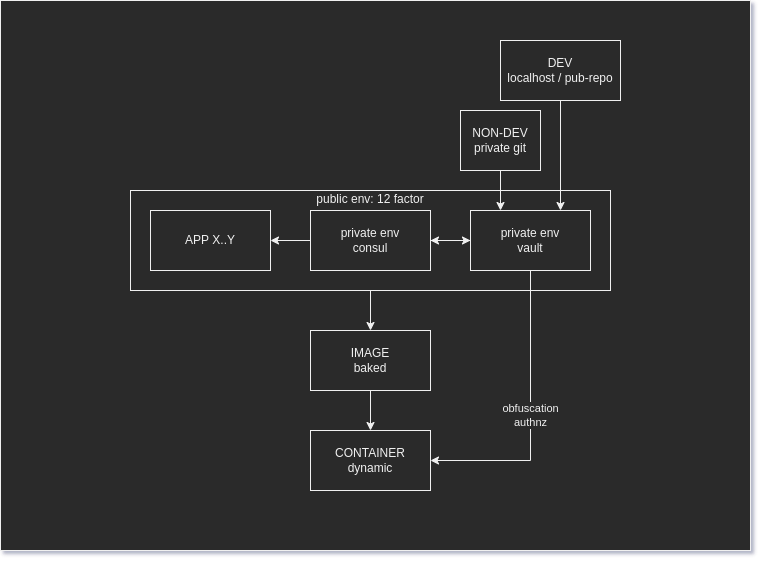 DEV
localhost / pub-repo
NON-DEV
private git
public env: 12 factor
APP X..Y
private env
consul
private env
vault
IMAGE
baked
obfuscation
authnz
CONTAINER
dynamic